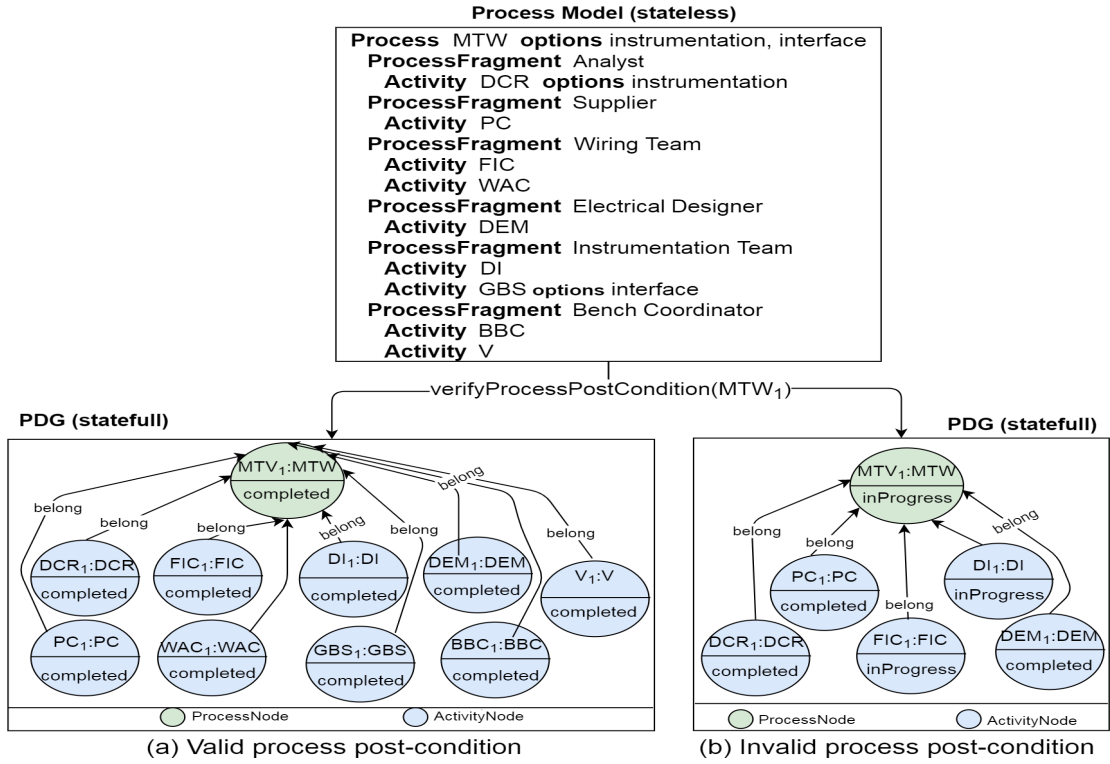 Process Model (stateless)
Process MTW options instrumentation, interface
ProcessFragment Analyst
Activity DCR options instrumentation
ProcessFragment Supplier
Activity PC
ProcessFragment Wiring Team
Activity FIC
Activity WAC
ProcessFragment Electrical Designer
Activity DEM
ProcessFragment Instrumentation Team
Activity DI
Activity GBS options interface
ProcessFragment Bench Coordinator
Activity BBC
Activity V
verifyProcessPostCondition(MTW₁)
PDG (statefull)
MTV₁:MTW
completed
belong
belong
belong
belong
belong
belong
belong
DCR₁:DCR
completed
FIC₁:FIC
completed
DI₁:DI
completed
DEM₁:DEM
completed
V₁:V
completed
PC₁:PC
completed
WAC₁:WAC
completed
GBS₁:GBS
completed
BBC₁:BBC
completed
ProcessNode
ActivityNode
(a) Valid process post-condition
PDG (statefull)
MTV₁:MTW
inProgress
belong
belong
belong
belong
DI₁:DI
inProgress
PC₁:PC
completed
DCR₁:DCR
completed
FIC₁:FIC
inProgress
DEM₁:DEM
completed
ProcessNode
ActivityNode
(b) Invalid process post-condition